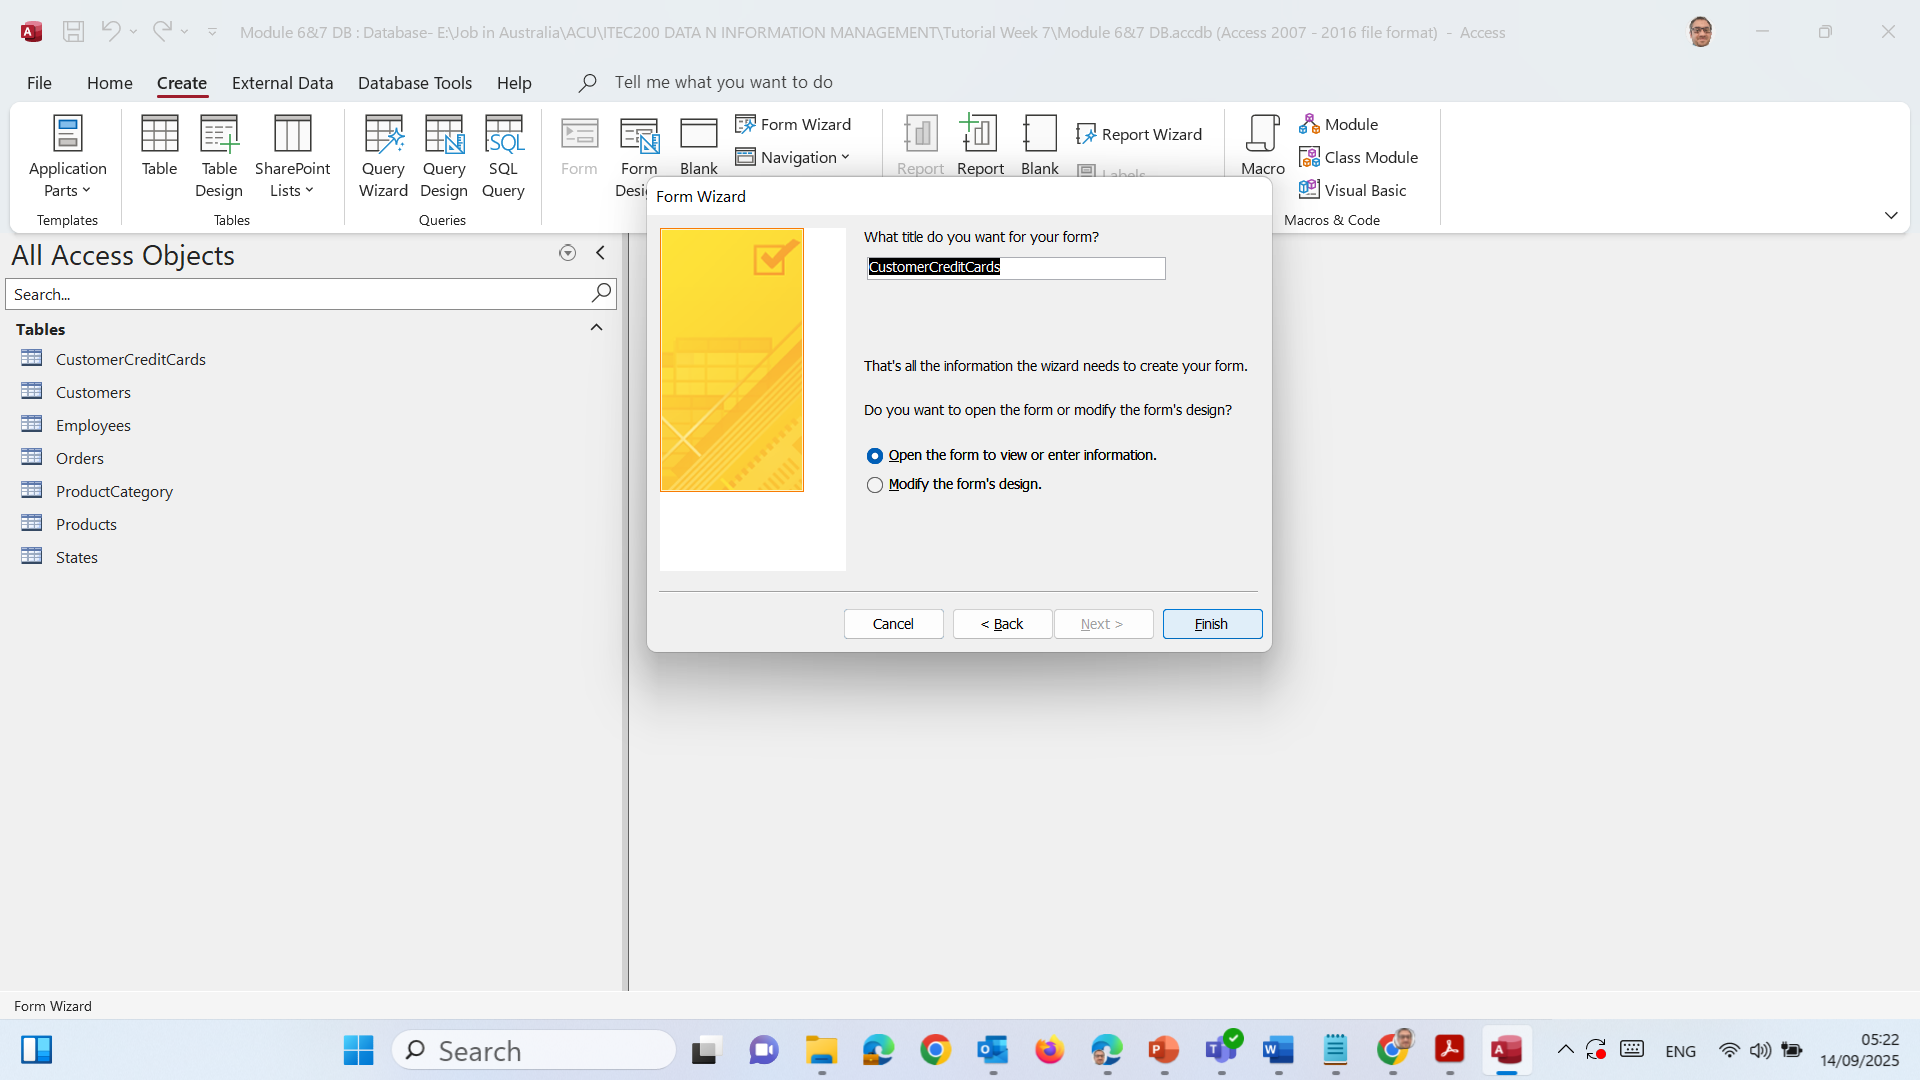 Module 6&7 DB : Database- E:\Job in Australia\ACU\ITEC200 DATA N INFORMATION MANAGEMENT\Tutorial Week 7\Module 6&7 DB.accdb (Access 2007 - 2016 file format) - Access
File Home Create External Data Database Tools Help Tell me what you want to do
Application Parts
Templates
Table
Table Design
SharePoint Lists
Tables
Query Wizard
Query Design
SQL Query
Queries
Form
Form Desi
Blank
Form Wizard
Navigation
Report
Report
Blank
Report Wizard
Labels
Macro
Module
Class Module
Visual Basic
Macros & Code
All Access Objects
Search...
Tables
CustomerCreditCards
Customers
Employees
Orders
ProductCategory
Products
States
Form Wizard
What title do you want for your form?
CustomerCreditCards
That's all the information the wizard needs to create your form.
Do you want to open the form or modify the form's design?
Open the form to view or enter information.
Modify the form's design.
Cancel < Back Next > Finish
Form Wizard
Search
ENG
05:22
14/09/2025